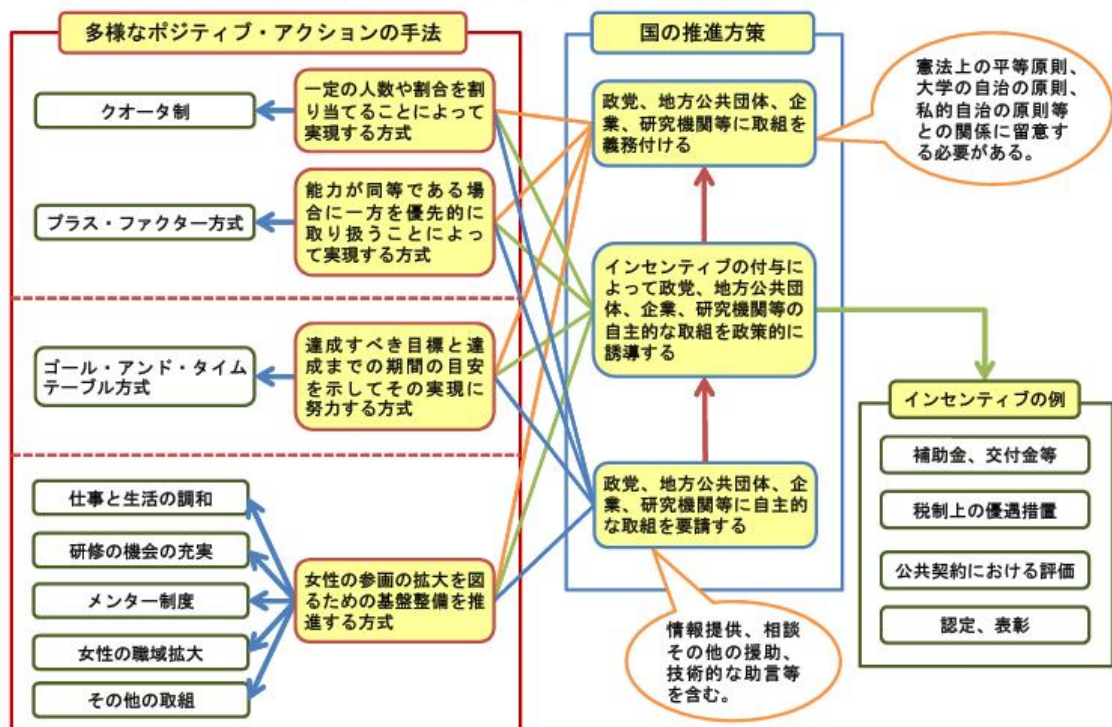 多様なポジティブ・アクションの手法
クオータ制
一定の人数や割合を割
り当てることによって
実現する方式
プラス・ファクター方式
能力が同等である場
合に一方を優先的に
取り扱うことによっ
て実現する方式
ゴール・アンド・タイム
テーブル方式
達成すべき目標と達
成までの期間の目安
を示してその実現に
努力する方式
仕事と生活の調和
研修の機会の充実
メンター制度
女性の職域拡大
その他の取組
女性の参画の拡大を図
るための基盤整備を推
進する方式
国の推進方策
政党、地方公共団体、企
業、研究機関等に取組を
義務付ける
憲法上の平等原則、
大学の自治の原則、
私的自治の原則等
との関係に留意す
る必要がある。
インセンティブの付与に
よって政党、地方公共団
体、企業、研究機関等の
自主的な取組を政策的に
誘導する
政党、地方公共団体、企
業、研究機関等に自主的
な取組を要請する
情報提供、相談
その他の援助、
技術的な助言等
を含む。
インセンティブの例
補助金、交付金等
税制上の優遇措置
公共契約における評価
認定、表彰